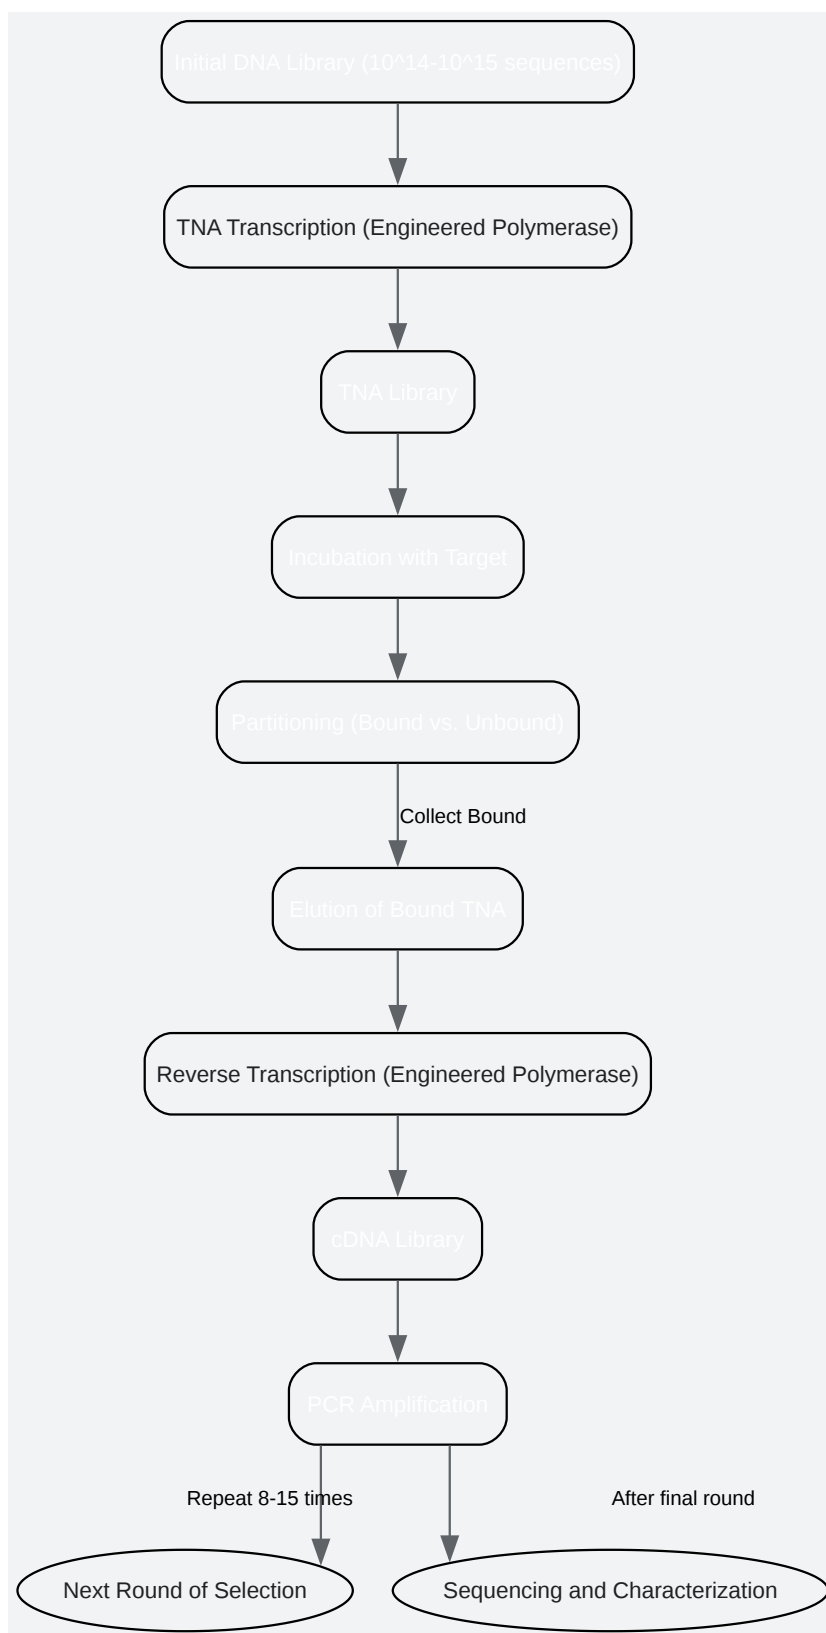 Initial DNA Library (10^14-10^15 sequences)
TNA Transcription (Engineered Polymerase)
TNA Library
Incubation with Target
Partitioning (Bound vs. Unbound)
Collect Bound
Elution of Bound TNA
Reverse Transcription (Engineered Polymerase)
cDNA Library
PCR Amplification
Repeat 8-15 times
After final round
Next Round of Selection
Sequencing and Characterization